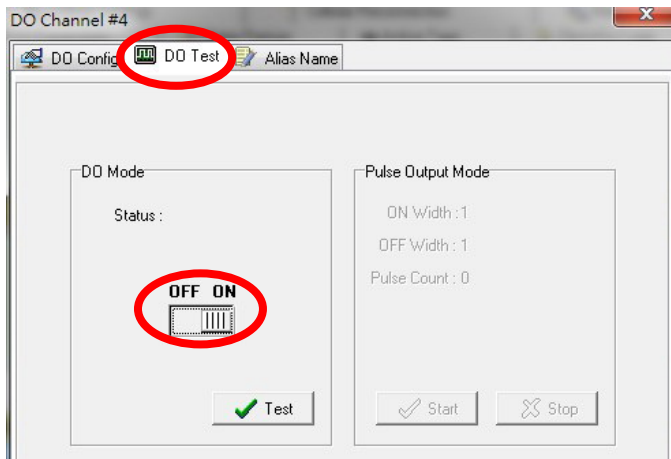 DO Channel #4
DO Config DO Test Alias Name
DO Mode
Status :
OFF ON
Test
Pulse Output Mode
ON Width : 1
OFF Width : 1
Pulse Count : 0
Start Stop